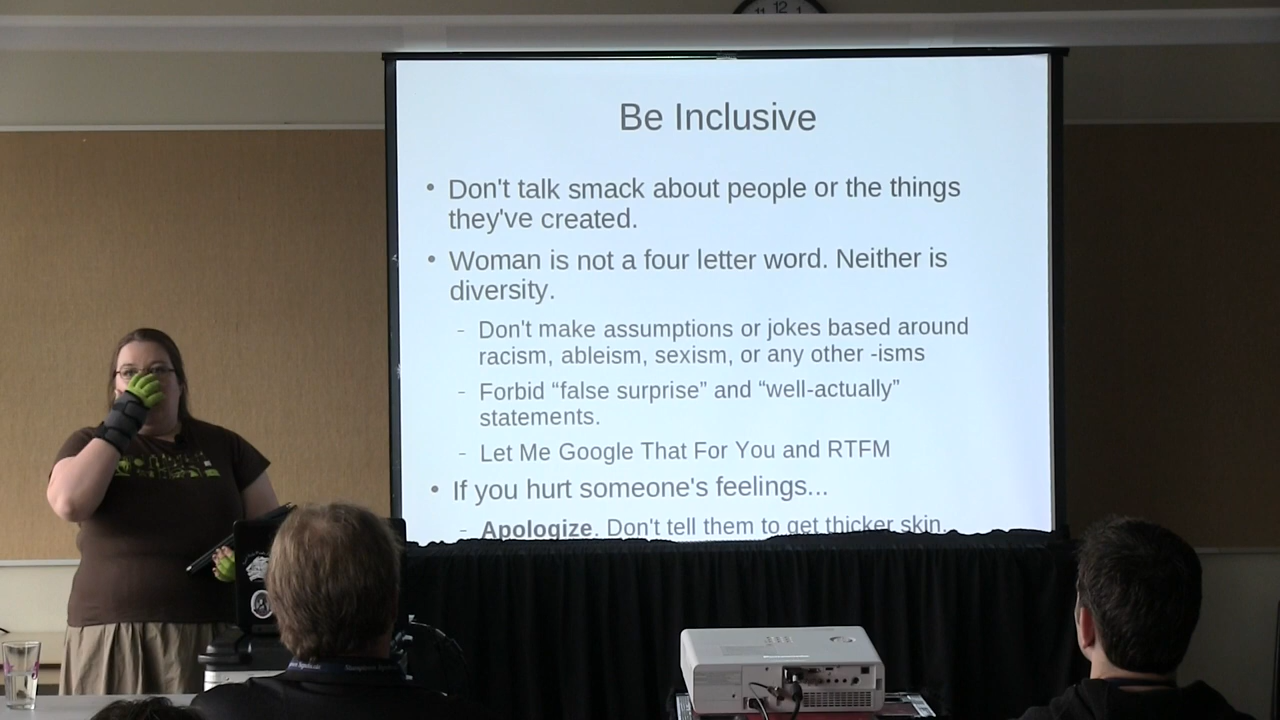 11 12 1
Be Inclusive
• Don't talk smack about people or the things
they've created.
• Woman is not a four letter word. Neither is
diversity.
- Don't make assumptions or jokes based around
racism, ableism, sexism, or any other -isms
- Forbid “false surprise” and “well-actually”
statements.
- Let Me Google That For You and RTFM
• If you hurt someone's feelings...
- Apologize. Don't tell them to get thicker skin.